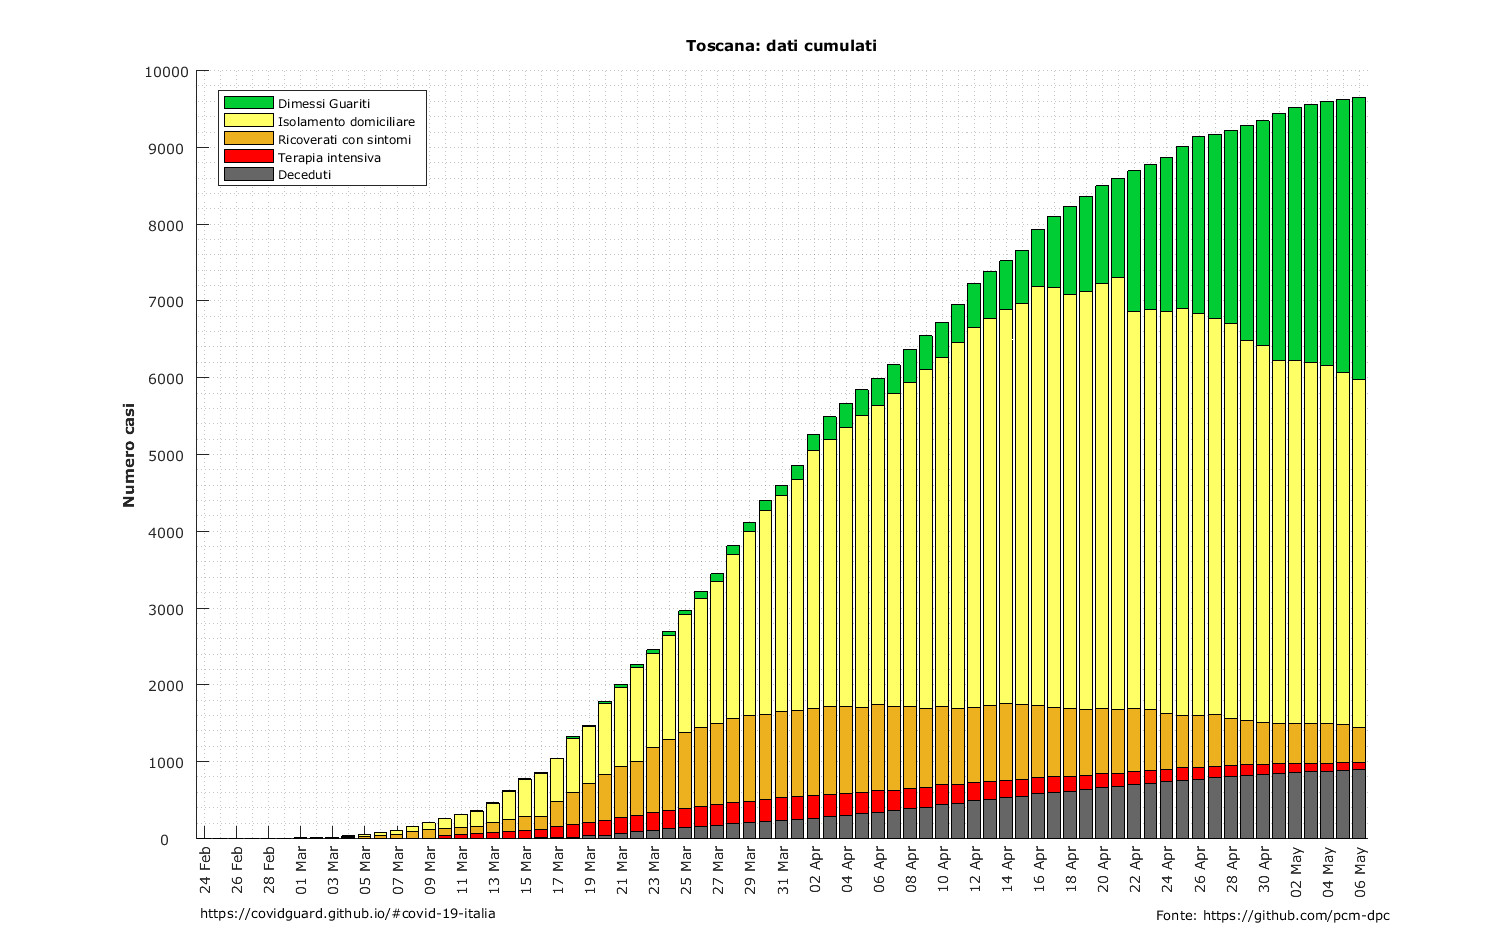 Toscana: dati cumulati
10000
9000
8000
7000
6000
5000
4000
3000
2000
1000
0
Numero casi
Dimessi Guariti
Isolamento domiciliare
Ricoverati con sintomi
Terapia intensiva
Deceduti
24 Feb
26 Feb
28 Feb
01 Mar
03 Mar
05 Mar
07 Mar
09 Mar
11 Mar
13 Mar
15 Mar
17 Mar
19 Mar
21 Mar
23 Mar
25 Mar
27 Mar
29 Mar
31 Mar
02 Apr
04 Apr
06 Apr
08 Apr
10 Apr
12 Apr
14 Apr
16 Apr
18 Apr
20 Apr
22 Apr
24 Apr
26 Apr
28 Apr
30 Apr
02 May
04 May
06 May
https://covidguard.github.io/#covid-19-italia
Fonte: https://github.com/pcm-dpc